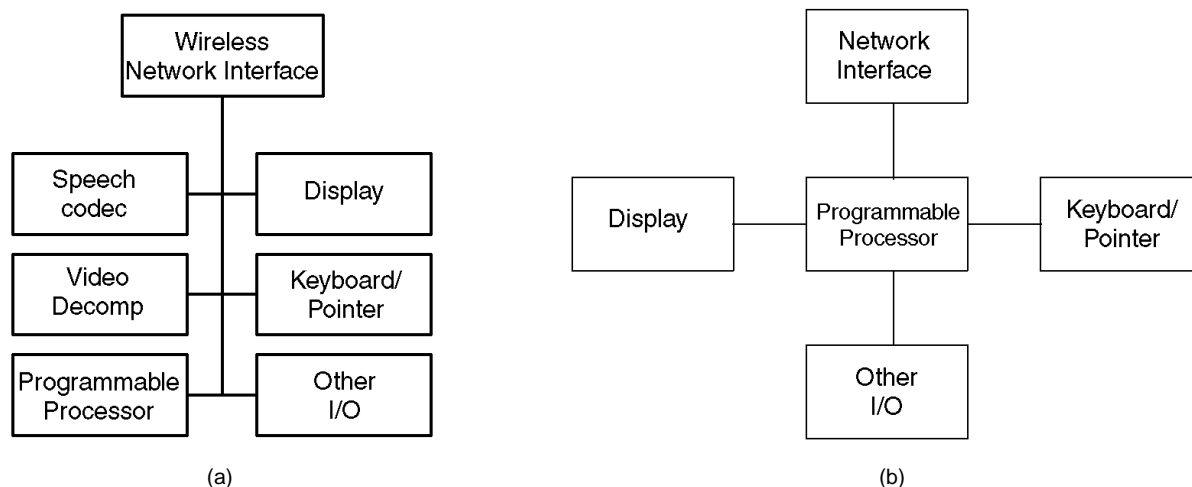 Wireless
Network Interface
Speech
codec
Display
Video
Decomp
Keyboard/
Pointer
Programmable
Processor
Other
I/O
(a)
Network
Interface
Display
Programmable
Processor
Keyboard/
Pointer
Other
I/O
(b)